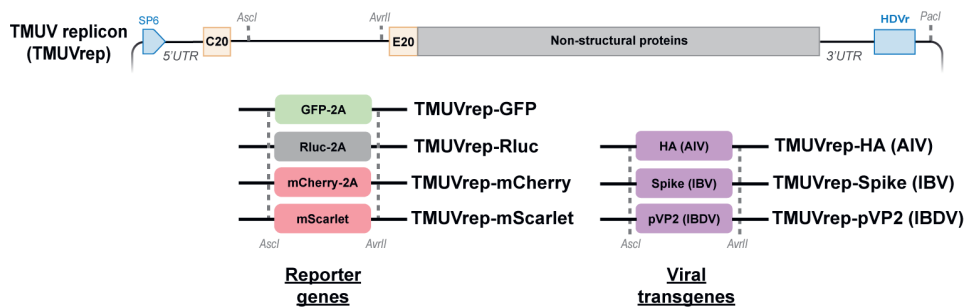 TMUV replicon
(TMUVrep)
SP6
5'UTR
C20
AscI
AvrII
E20
Non-structural proteins
3'UTR
HDVr
PacI
GFP-2A
TMUVrep-GFP
Rluc-2A
TMUVrep-Rluc
mCherry-2A
TMUVrep-mCherry
mScarlet
TMUVrep-mScarlet
AscI
AvrII
Reporter
genes
HA (AIV)
TMUVrep-HA (AIV)
Spike (IBV)
TMUVrep-Spike (IBV)
pVP2 (IBDV)
TMUVrep-pVP2 (IBDV)
AscI
AvrII
Viral
transgenes